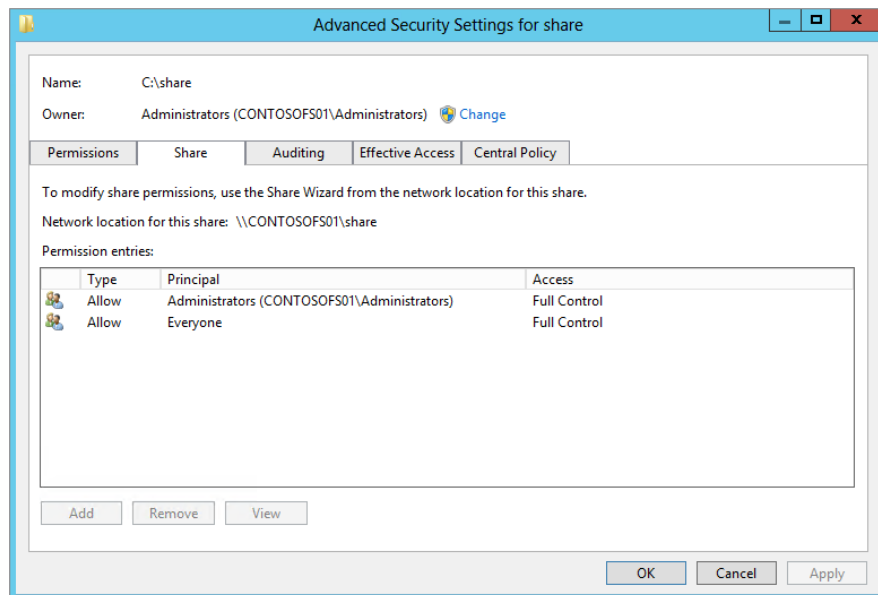 Advanced Security Settings for share
Name: C:\share
Owner: Administrators (CONTOSOFS01\Administrators) Change
Permissions Share Auditing Effective Access Central Policy
To modify share permissions, use the Share Wizard from the network location for this share.
Network location for this share: \\CONTOSOFS01\share
Permission entries:
Type Principal Access
Allow Administrators (CONTOSOFS01\Administrators) Full Control
Allow Everyone Full Control
Add Remove View
OK Cancel Apply